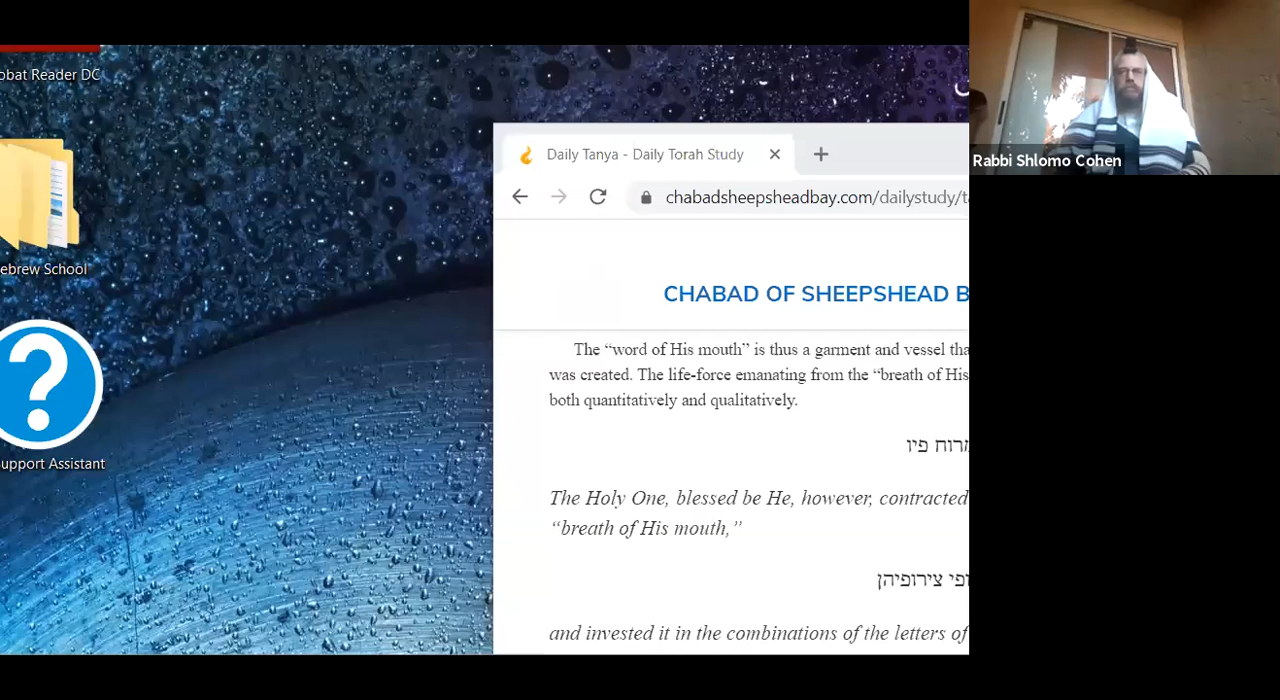 obat Reader DC
ebrew School
upport Assistant
Daily Tanya - Daily Torah Study
chabadsheepsheadbay.com/dailystudy/ta
CHABAD OF SHEEPSHEAD B
The “word of His mouth” is thus a garment and vessel tha
was created. The life-force emanating from the “breath of His
both quantitatively and qualitatively.
מרוח פיו
The Holy One, blessed be He, however, contracted
“breath of His mouth,”
ופי צירופיהן
and invested it in the combinations of the letters of
Rabbi Shlomo Cohen